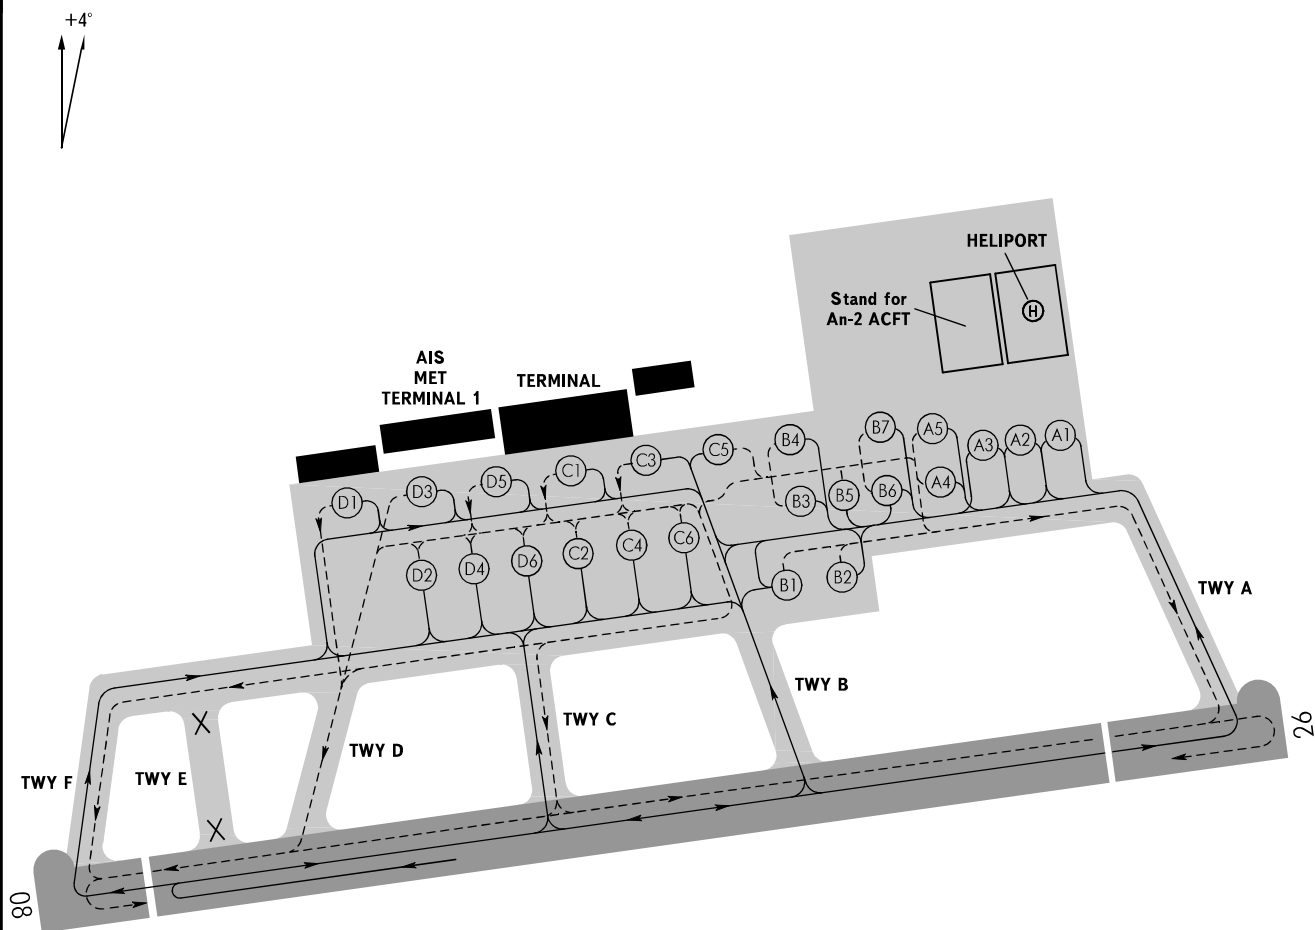 +4°
HELIPORT
H
Stand for
An-2 ACFT
AIS
MET
TERMINAL 1
TERMINAL
D1
D3
D5
C1
C3
C5
B4
B7
A5
A3
A2
A1
D2
D4
D6
C2
C4
C6
B3
B5
B6
A4
B1
B2
TWY A
TWY B
TWY C
TWY D
TWY E
TWY F
26
08